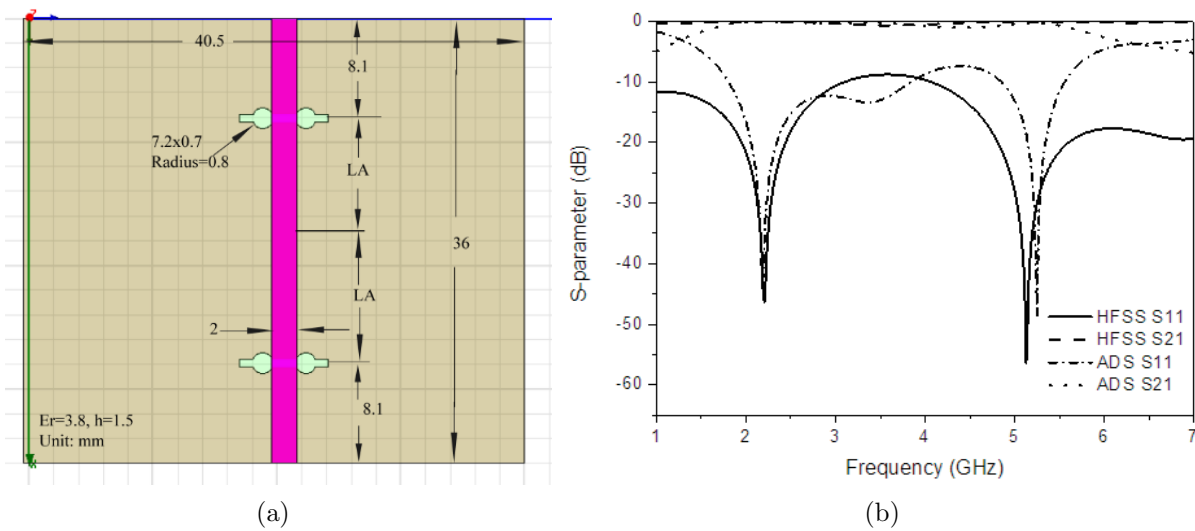 40.5
8.1
7.2x0.7
Radius=0.8
LA
36
LA
2
8.1
Er=3.8, h=1.5
Unit: mm
(a)
S-parameter (dB)
0
-10
-20
-30
-40
-50
-60
HFSS S11
HFSS S21
ADS S11
ADS S21
1 2 3 4 5 6 7
Frequency (GHz)
(b)